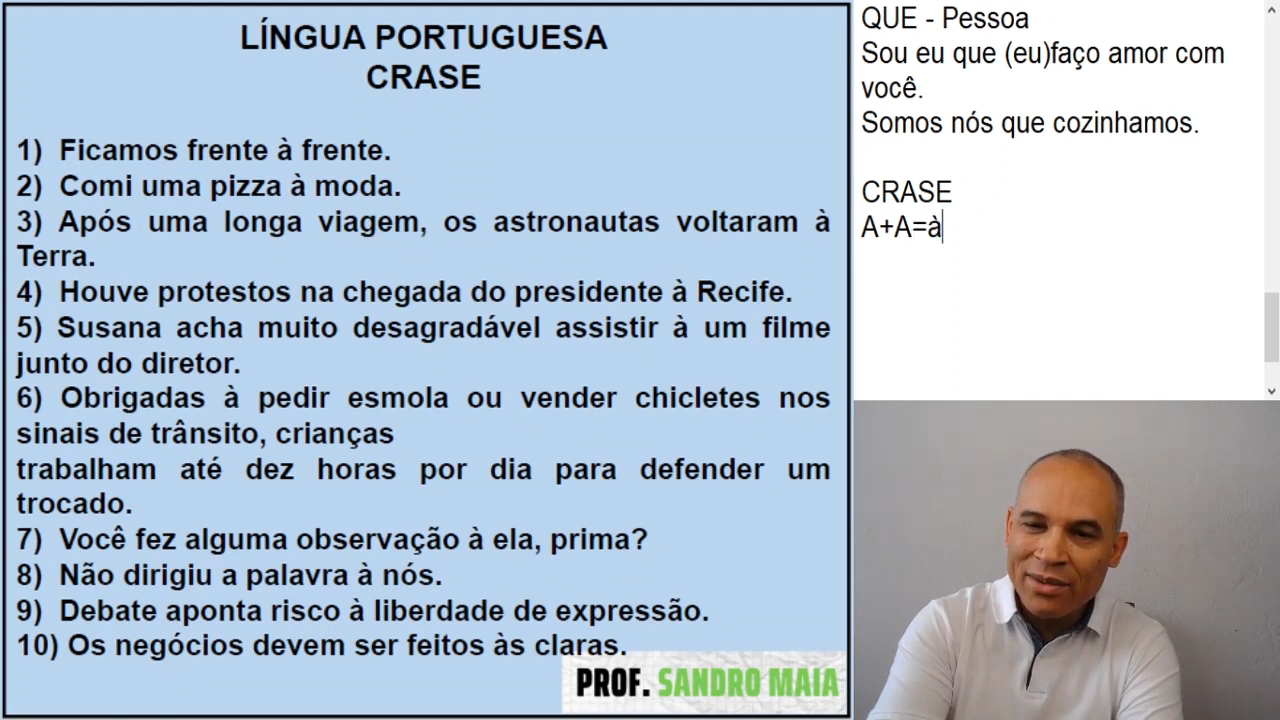 LÍNGUA PORTUGUESA
CRASE
1) Ficamos frente à frente.
2) Comi uma pizza à moda.
3) Após uma longa viagem, os astronautas voltaram à
Terra.
4) Houve protestos na chegada do presidente à Recife.
5) Susana acha muito desagradável assistir à um filme
junto do diretor.
6) Obrigadas à pedir esmola ou vender chicletes nos
sinais de trânsito, crianças
trabalham até dez horas por dia para defender um
trocado.
7) Você fez alguma observação à ela, prima?
8) Não dirigiu a palavra à nós.
9) Debate aponta risco à liberdade de expressão.
10) Os negócios devem ser feitos às claras.
PROF. SANDRO MAIA
QUE - Pessoa
Sou eu que (eu)faço amor com
você.
Somos nós que cozinhamos.
CRASE
A+A=à